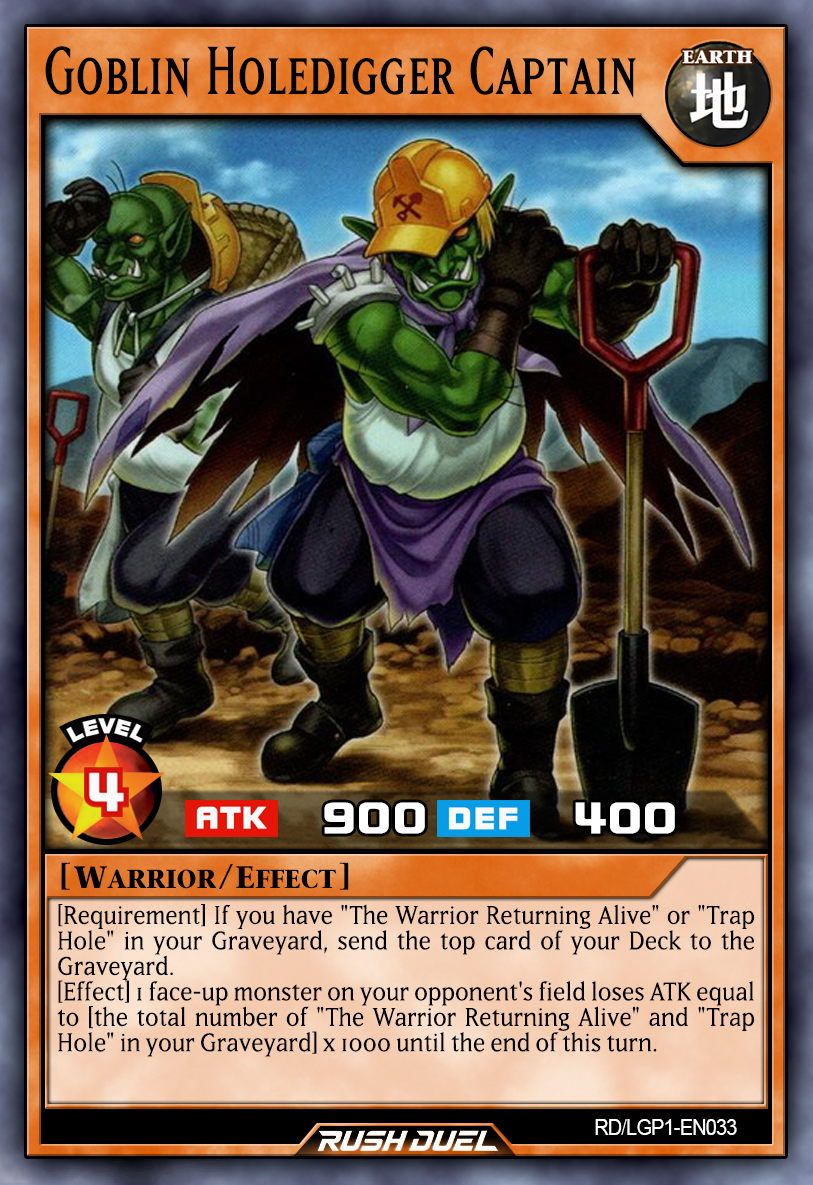 Goblin Holedigger Captain
EARTH
地
LEVEL
4
ATK 900 DEF 400
[Warrior/Effect]
[Requirement] If you have "The Warrior Returning Alive" or "Trap
Hole" in your Graveyard, send the top card of your Deck to the
Graveyard.
[Effect] 1 face-up monster on your opponent's field loses ATK equal
to [the total number of "The Warrior Returning Alive" and "Trap
Hole" in your Graveyard] x 1000 until the end of this turn.
RD/LGP1-EN033
RUSH DUEL